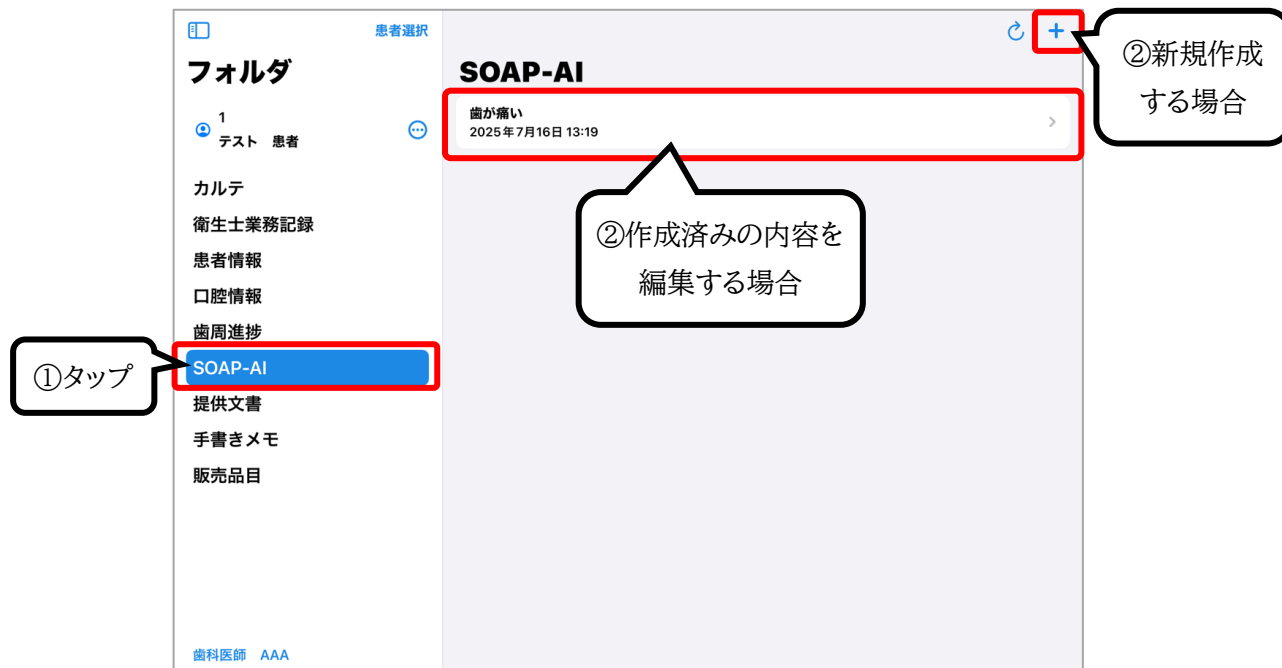 患者選択
フォルダ
1
テスト 患者
カルテ
衛生士業務記録
患者情報
口腔情報
歯周進捗
SOAP-AI
提供文書
手書きメモ
販売品目
歯科医師 AAA
①タップ
SOAP-AI
歯が痛い
2025年7月16日 13:19
②作成済みの内容を
編集する場合
②新規作成
する場合